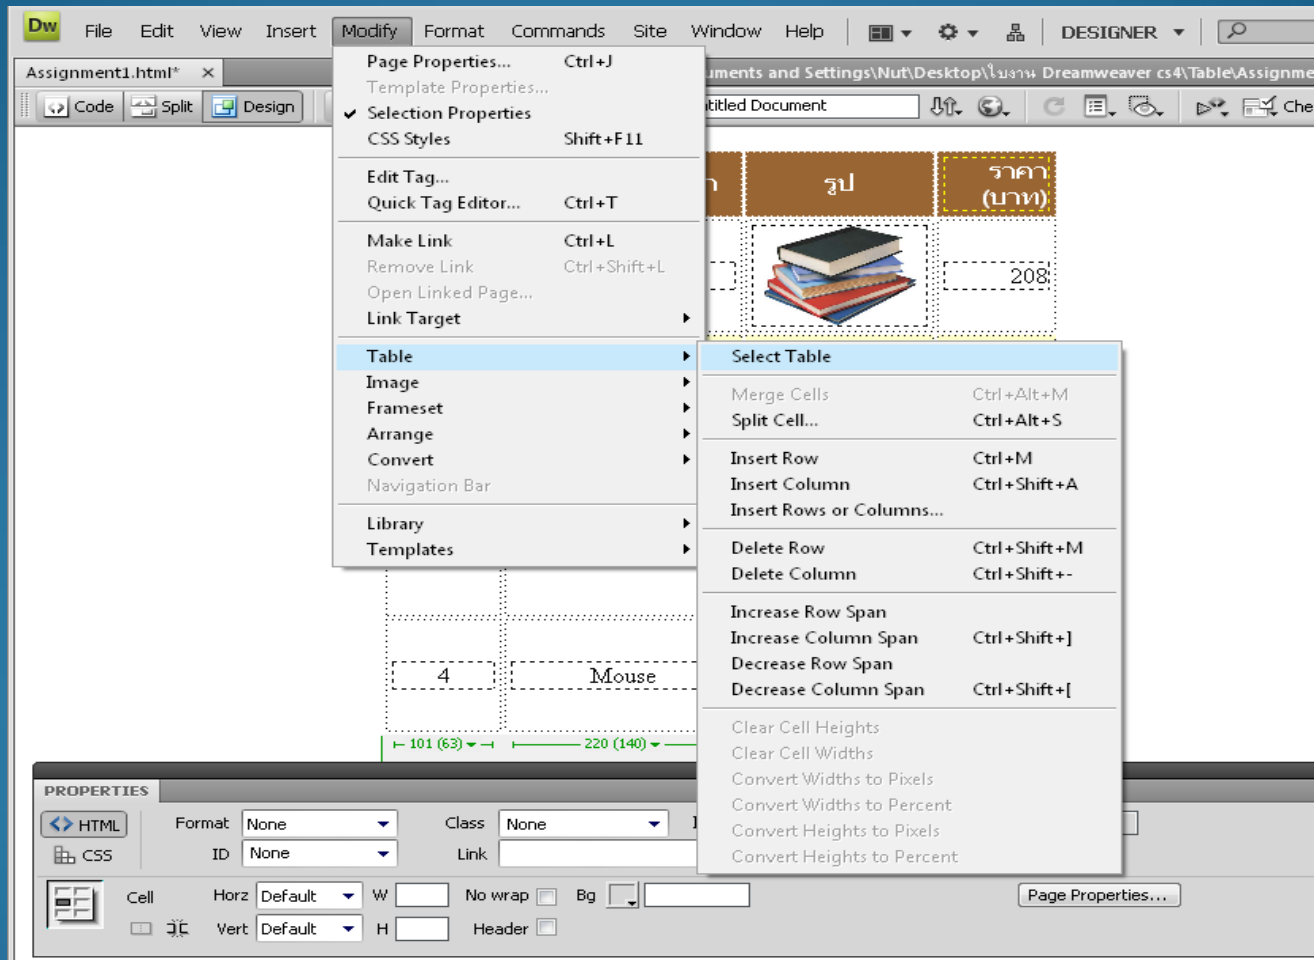 Dw File Edit View Insert Modify Format Commands Site Window Help DESIGNER
Assignment1.html* × uments and Settings\Nut\Desktop\ใบงาน Dreamweaver cs4\Table\Assignme
Code Split Design titled Document Che
Page Properties... Ctrl+J
Template Properties...
Selection Properties
CSS Styles Shift+F11
Edit Tag...
Quick Tag Editor... Ctrl+T
Make Link Ctrl+L
Remove Link Ctrl+Shift+L
Open Linked Page...
Link Target
Table
Image
Frameset
Arrange
Convert
Navigation Bar
Library
Templates
รูป
ราคา
(บาท)
208
Select Table
Merge Cells Ctrl+Alt+M
Split Cell... Ctrl+Alt+S
Insert Row Ctrl+M
Insert Column Ctrl+Shift+A
Insert Rows or Columns...
Delete Row Ctrl+Shift+M
Delete Column Ctrl+Shift+-
Increase Row Span
Increase Column Span Ctrl+Shift+]
Decrease Row Span
Decrease Column Span Ctrl+Shift+[
Clear Cell Heights
Clear Cell Widths
Convert Widths to Pixels
Convert Widths to Percent
Convert Heights to Pixels
Convert Heights to Percent
4 Mouse
101 (63) 220 (140)
PROPERTIES
HTML Format None Class None
CSS ID None Link
Cell Horz Default W No wrap Bg Page Properties...
Vert Default H Header